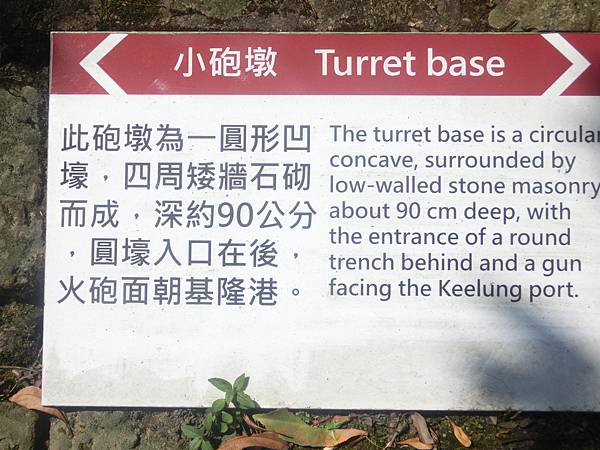 小砲墩 Turret base
此砲墩為一圓形凹
壕，四周矮牆石砌
而成，深約90公分
，圓壕入口在後，
火砲面朝基隆港。
The turret base is a circular
concave, surrounded by
low-walled stone masonry
about 90 cm deep, with
the entrance of a round
trench behind and a gun
facing the Keelung port.